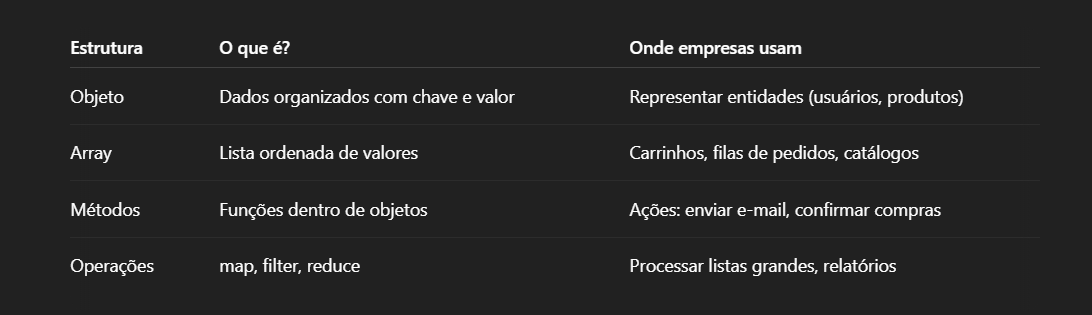 Estrutura O que é? Onde empresas usam
Objeto Dados organizados com chave e valor Representar entidades (usuários, produtos)
Array Lista ordenada de valores Carrinhos, filas de pedidos, catálogos
Métodos Funções dentro de objetos Ações: enviar e-mail, confirmar compras
Operações map, filter, reduce Processar listas grandes, relatórios